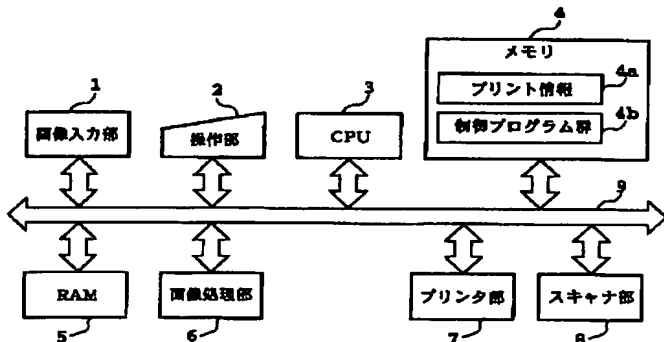 4
メモリ
4a
プリント情報
4b
制御プログラム群
1
画像入力部
2
操作部
3
CPU
9
RAM
5
画像処理部
6
プリンタ部
7
スキャナ部
8